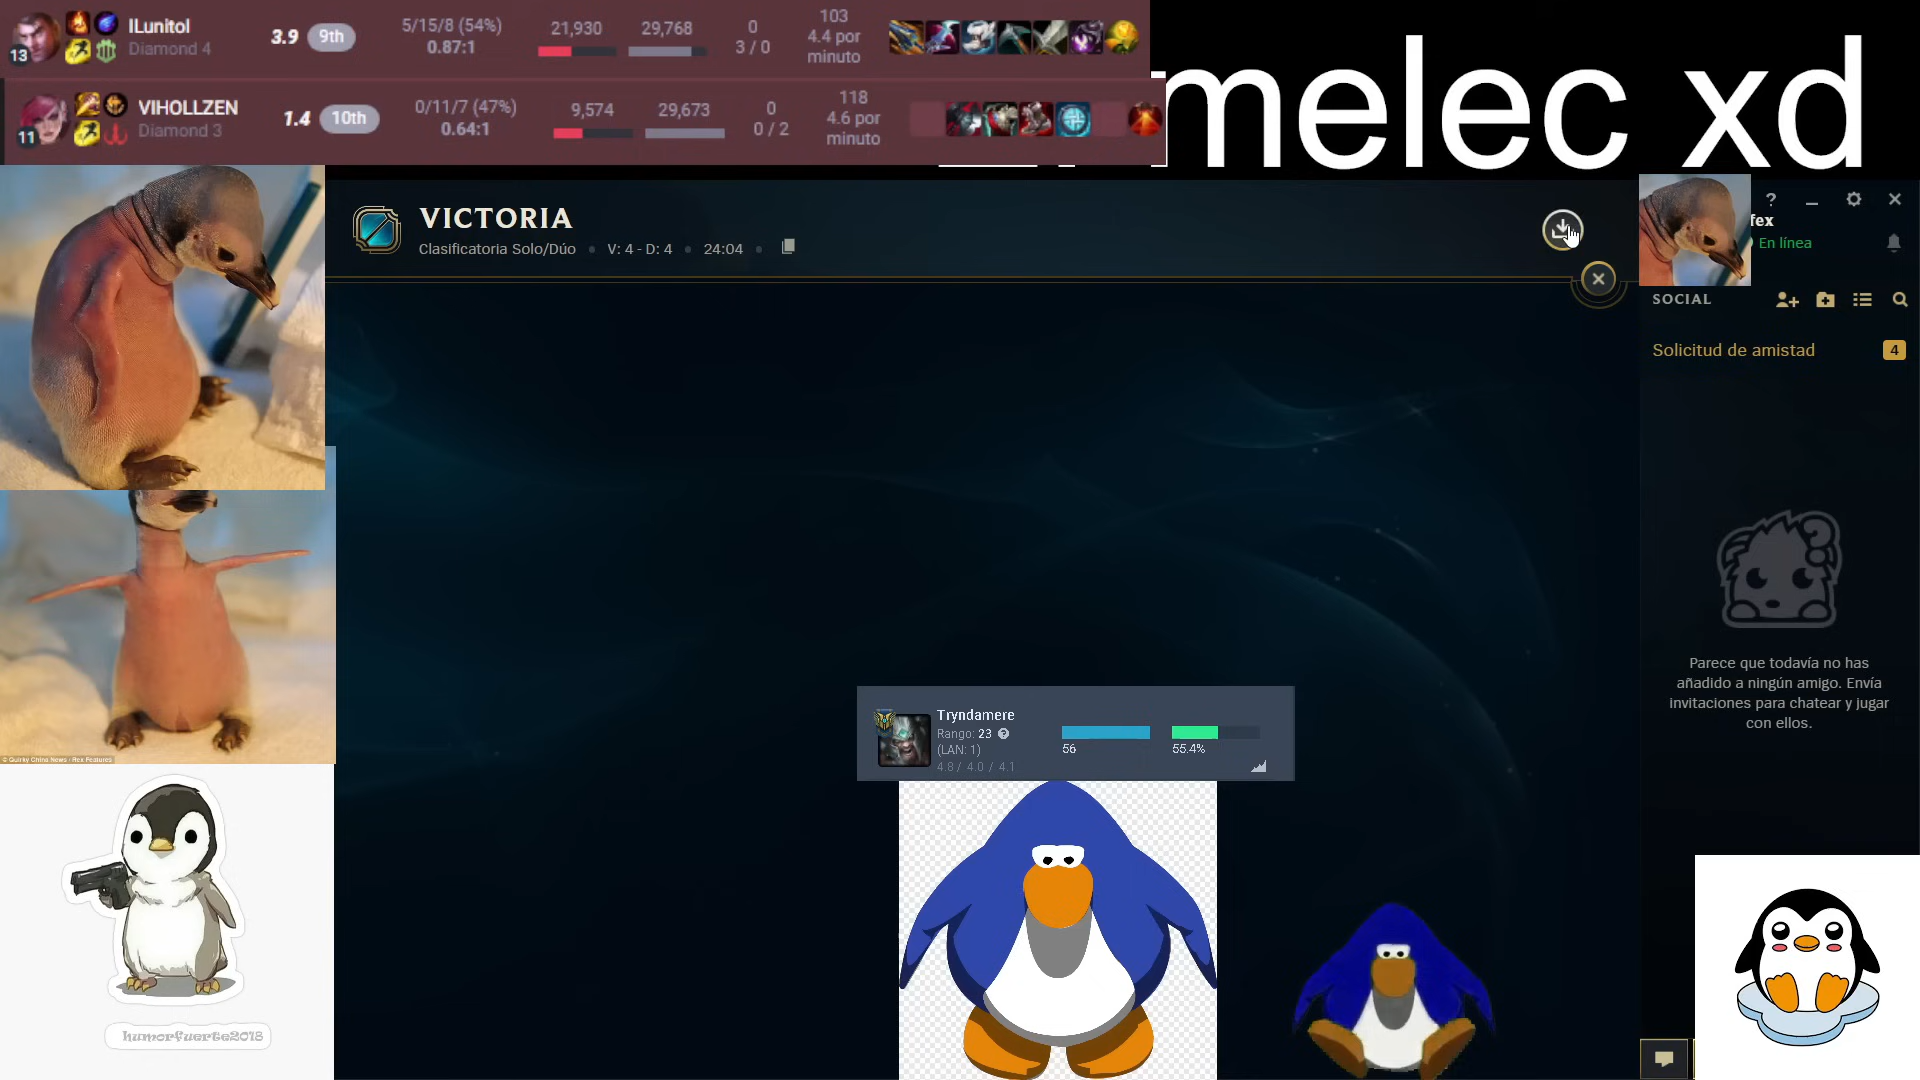 ILunitol
Diamond 4
13
3.9 9th
5/15/8 (54%)
0.87:1
21,930
29,768
0
3 / 0
103
4.4 por
minuto
VIHOLLZEN
Diamond 3
11
1.4 10th
0/11/7 (47%)
0.64:1
9,574
29,673
0
0 / 2
118
4.6 por
minuto
melec xd
VICTORIA
Clasificatoria Solo/Dúo • V: 4 - D: 4 • 24:04 •
?
fex
En línea
SOCIAL
Solicitud de amistad 4
Parece que todavía no has
añadido a ningún amigo. Envía
invitaciones para chatear y jugar
con ellos.
Tryndamere
Rango: 23 ?
(LAN: 1)
4.8 / 4.0 / 4.1
56
55.4%
© Quirky China News - Rex Features
humorfuerte2018